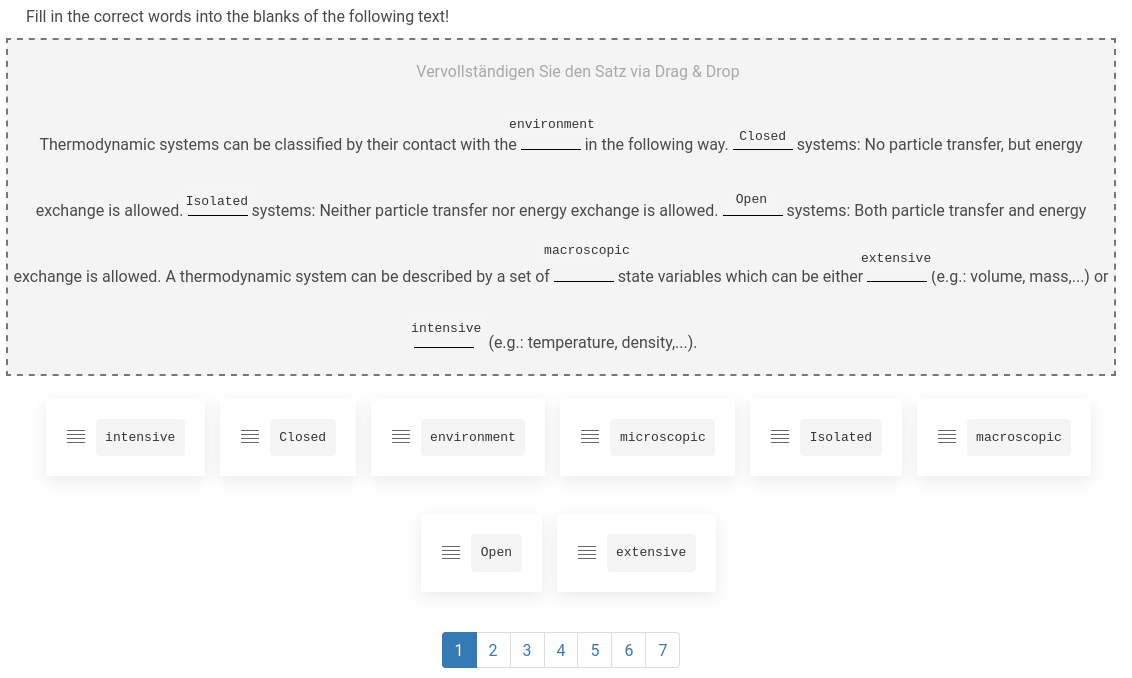 Fill in the correct words into the blanks of the following text!
Vervollständigen Sie den Satz via Drag & Drop
Thermodynamic systems can be classified by their contact with the environment in the following way. Closed systems: No particle transfer, but energy
exchange is allowed. Isolated systems: Neither particle transfer nor energy exchange is allowed. Open systems: Both particle transfer and energy
exchange is allowed. A thermodynamic system can be described by a set of macroscopic state variables which can be either extensive (e.g.: volume, mass,...) or
intensive (e.g.: temperature, density,...).
intensive Closed environment microscopic Isolated macroscopic
Open extensive
1 2 3 4 5 6 7